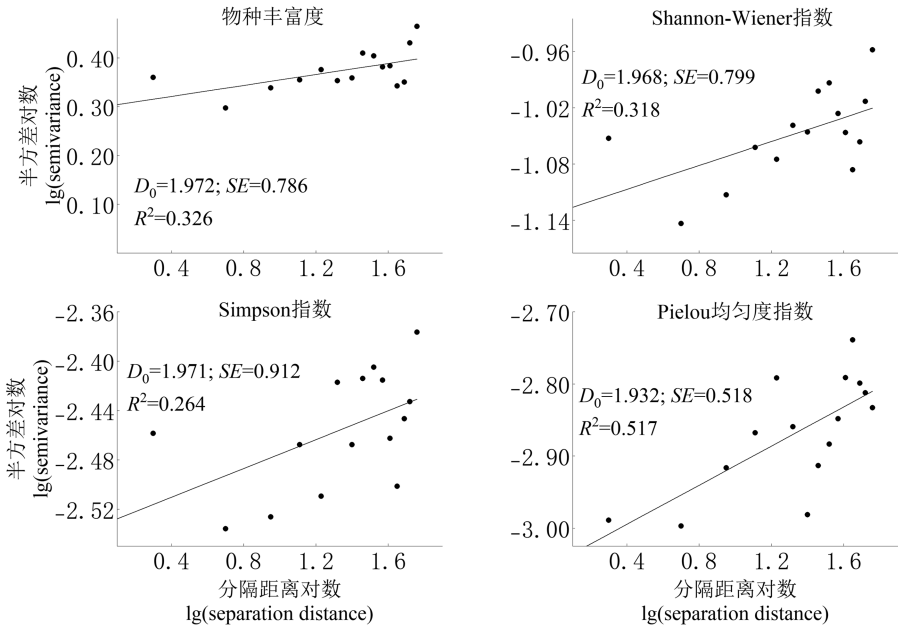 物种丰富度
0.40
0.30
0.20
0.10
半方差对数
lg(semivariance)
D₀=1.972; SE=0.786
R²=0.326
0.4 0.8 1.2 1.6
Shannon-Wiener指数
-0.96
-1.02
-1.08
-1.14
D₀=1.968; SE=0.799
R²=0.318
0.4 0.8 1.2 1.6
Simpson指数
-2.36
-2.40
-2.44
-2.48
-2.52
半方差对数
lg(semivariance)
D₀=1.971; SE=0.912
R²=0.264
0.4 0.8 1.2 1.6
分隔距离对数
lg(separation distance)
Pielou均匀度指数
-2.70
-2.80
-2.90
-3.00
D₀=1.932; SE=0.518
R²=0.517
0.4 0.8 1.2 1.6
分隔距离对数
lg(separation distance)